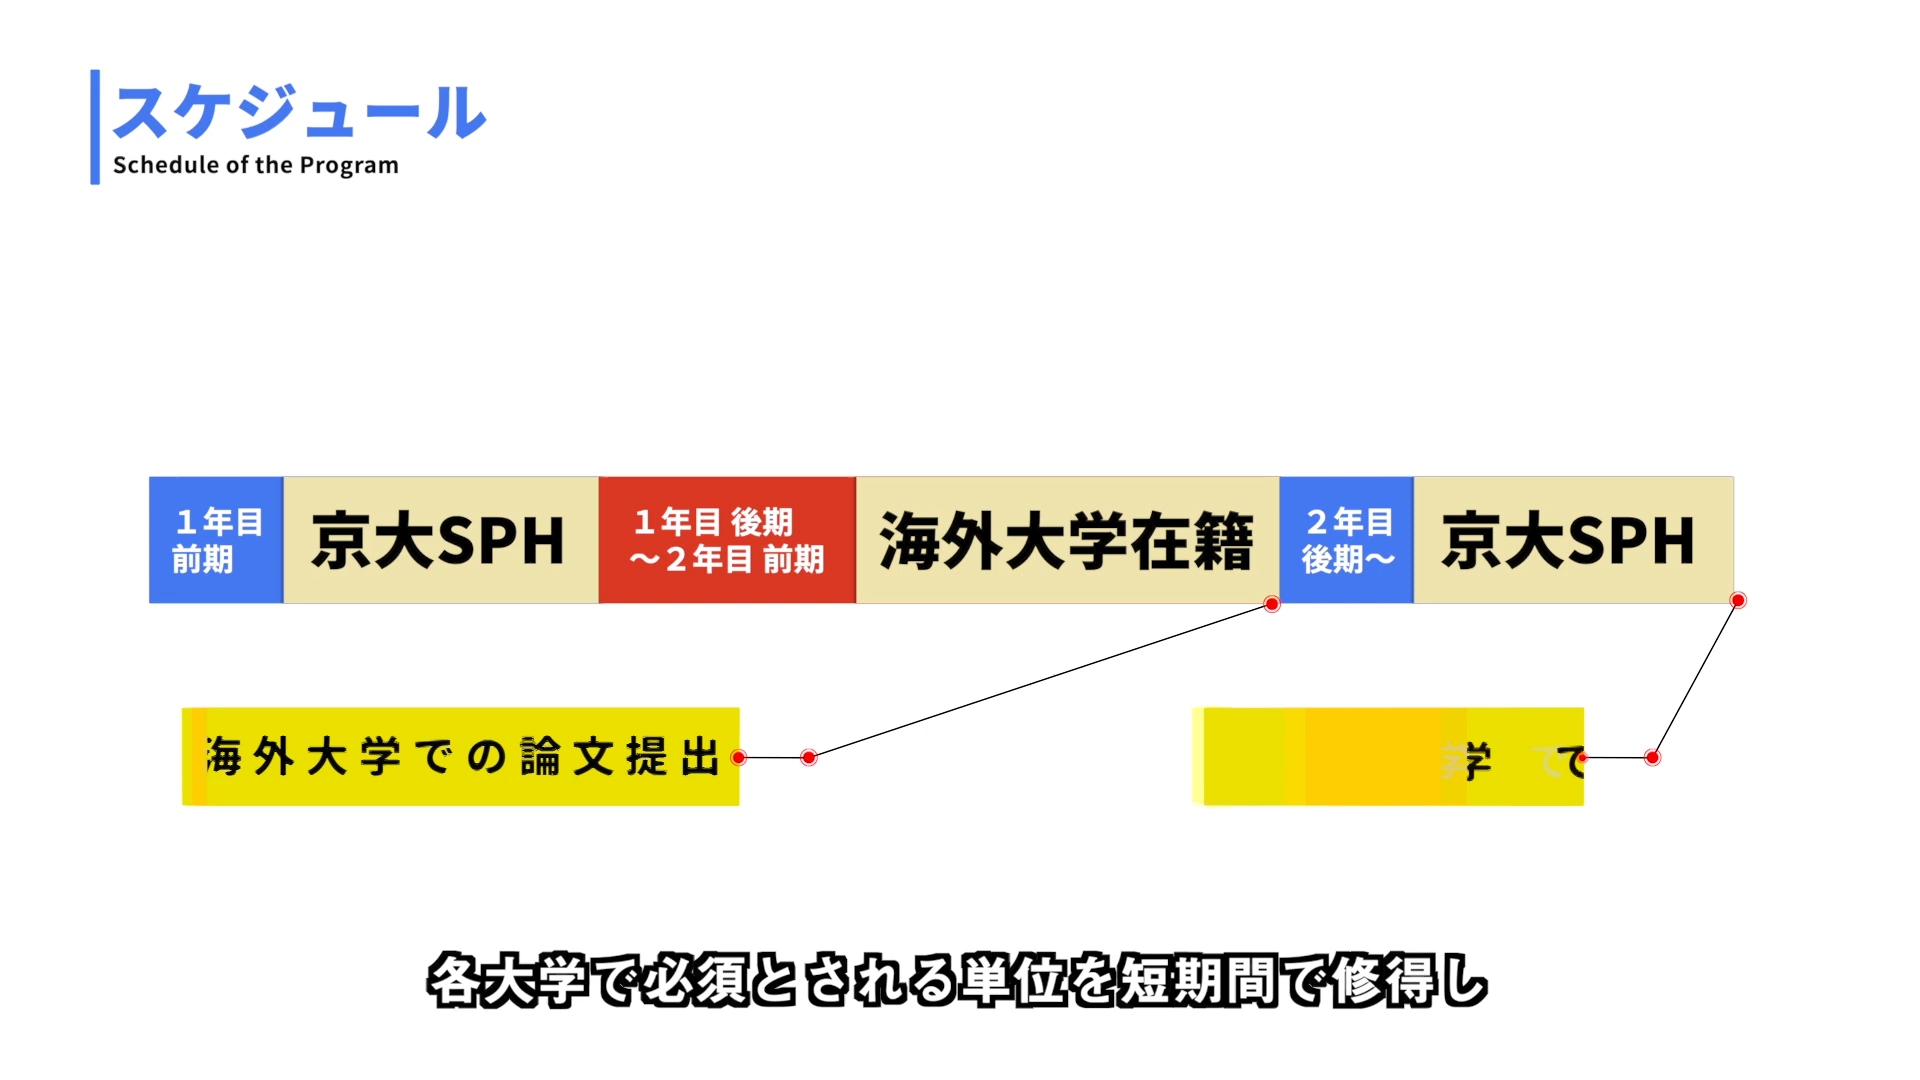 スケジュール
Schedule of the Program
１年目
前期
京大SPH
１年目 後期
～２年目 前期
海外大学在籍
２年目
後期～
京大SPH
海外大学での論文提出
各大学で必須とされる単位を短期間で修得し